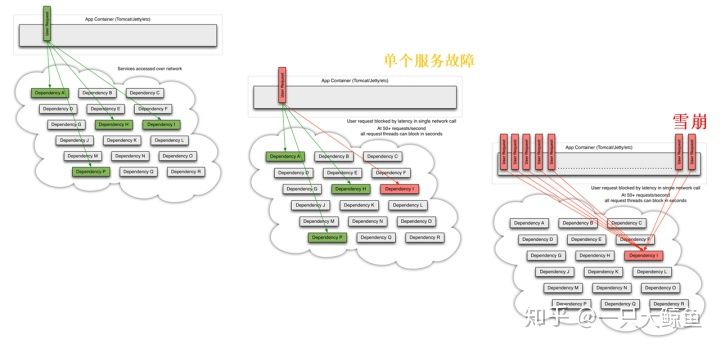 User Request
App Container (Tomcat/Jetty/etc)
Services accessed over network
Dependency A
Dependency B
Dependency C
Dependency D
Dependency E
Dependency F
Dependency G
Dependency H
Dependency I
Dependency J
Dependency K
Dependency L
Dependency M
Dependency N
Dependency O
Dependency P
Dependency Q
Dependency R
单个服务故障
User Request
App Container (Tomcat/Jetty/etc)
User request blocked by latency in single network call
At 50+ requests/second
all request threads can block in seconds
Dependency A
Dependency B
Dependency C
Dependency D
Dependency E
Dependency F
Dependency G
Dependency H
Dependency I
Dependency J
Dependency K
Dependency L
Dependency M
Dependency N
Dependency O
Dependency P
Dependency Q
Dependency R
雪崩
User Request
User Request
User Request
User Request
User Request
User Request
User Request
App Container (Tomcat/Jetty/etc)
User request blocked by latency in single network call
At 50+ requests/second
all request threads can block in seconds
Dependency A
Dependency B
Dependency C
Dependency D
Dependency E
Dependency F
Dependency G
Dependency H
Dependency I
Dependency J
Dependency K
Dependency L
Dependency M
Dependency N
Dependency O
Dependency P
Dependency Q
Dependency R
知乎 @一只大鲸鱼